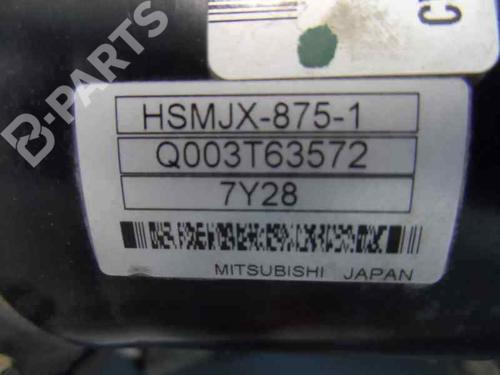 HSMJX-875-1
Q003T63572
7Y28
MITSUBISHI JAPAN
B-PARTS